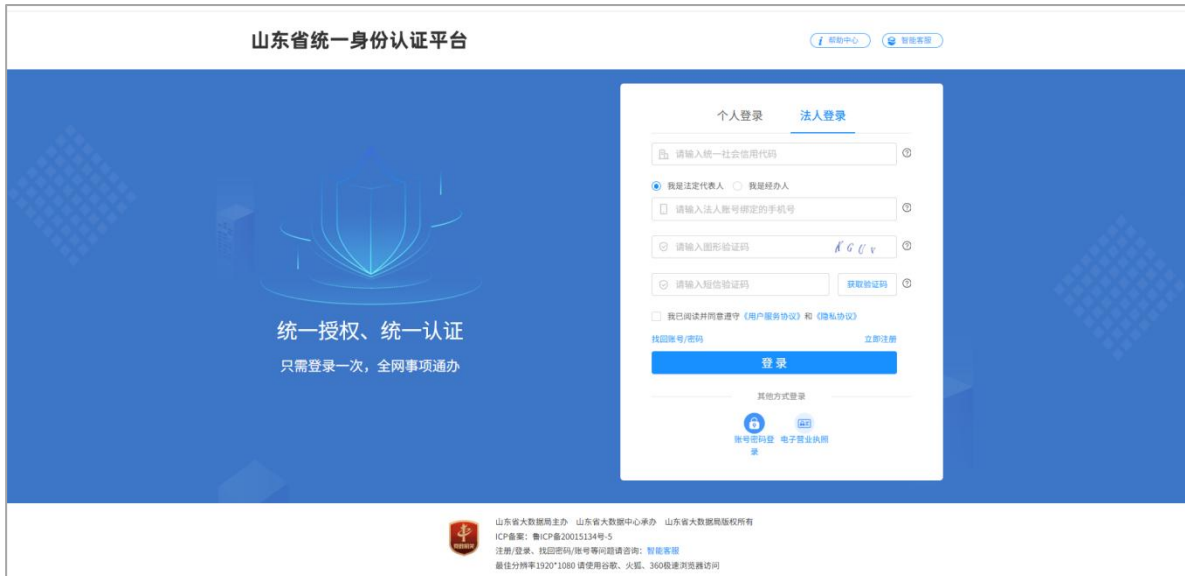 山东省统一身份认证平台
帮助中心 智能客服
个人登录 法人登录
请输入统一社会信用代码
我是法定代表人 我是经办人
请输入法人账号绑定的手机号
请输入图形验证码
请输入短信验证码 获取验证码
我已阅读并同意遵守《用户服务协议》和《隐私协议》
找回账号/密码 立即注册
登录
其他方式登录
账号密码登
录
电子营业执照
统一授权、统一认证
只需登录一次，全网事项通办
山东省大数据局主办 山东省大数据中心承办 山东省大数据局版权所有
ICP备案：鲁ICP备20015134号-5
注册/登录、找回密码/账号等问题请咨询：智能客服
最佳分辨率1920*1080 请使用谷歌、火狐、360极速浏览器访问